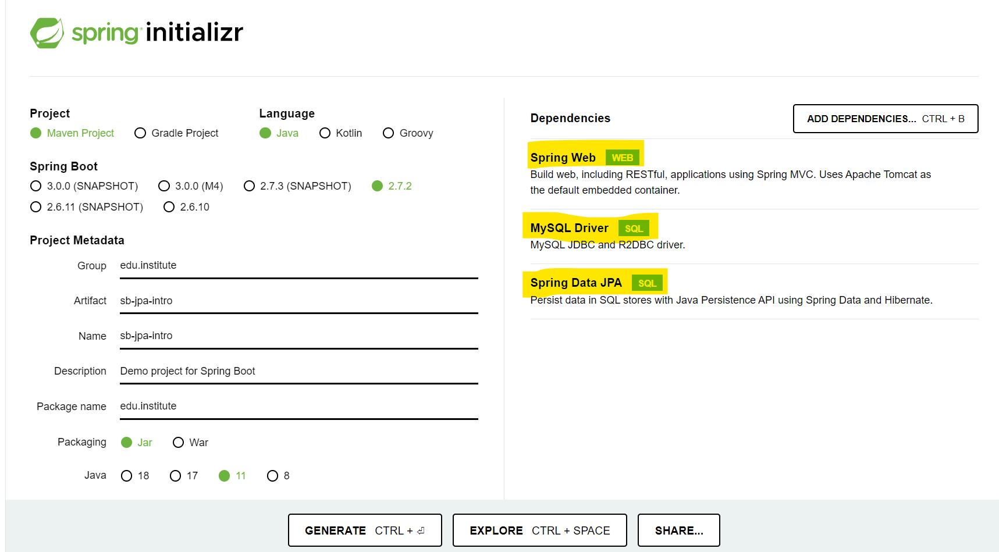 spring initializr
Project
Maven Project Gradle Project
Language
Java Kotlin Groovy
Spring Boot
3.0.0 (SNAPSHOT) 3.0.0 (M4) 2.7.3 (SNAPSHOT) 2.7.2
2.6.11 (SNAPSHOT) 2.6.10
Project Metadata
Group edu.institute
Artifact sb-jpa-intro
Name sb-jpa-intro
Description Demo project for Spring Boot
Package name edu.institute
Packaging Jar War
Java 18 17 11 8
Dependencies
ADD DEPENDENCIES... CTRL + B
Spring Web WEB
Build web, including RESTful, applications using Spring MVC. Uses Apache Tomcat as
the default embedded container.
MySQL Driver SQL
MySQL JDBC and R2DBC driver.
Spring Data JPA SQL
Persist data in SQL stores with Java Persistence API using Spring Data and Hibernate.
GENERATE CTRL + ⏎
EXPLORE CTRL + SPACE
SHARE...